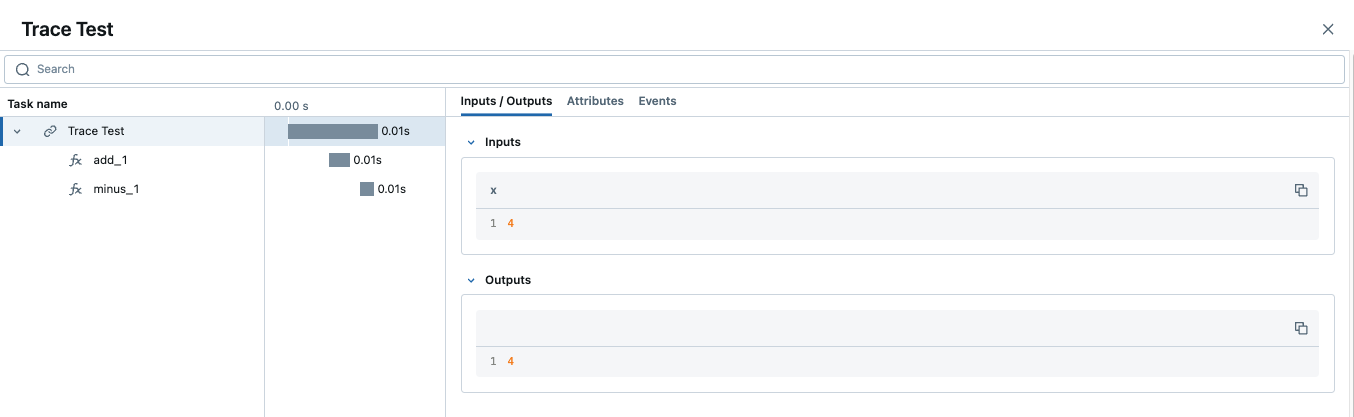 Trace Test
Search
Task name
0.00 s
Inputs / Outputs Attributes Events
Trace Test 0.01s
add_1 0.01s
minus_1 0.01s
Inputs
x
1 4
Outputs
1 4